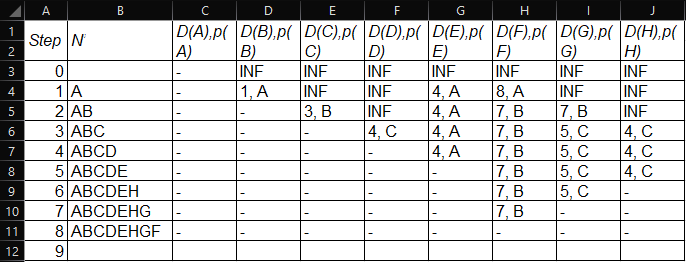 A B C D E F G H I J
1 Step N' D(A),p( D(B),p( D(C),p( D(D),p( D(E),p( D(F),p( D(G),p( D(H),p(
2 A) B) C) D) E) F) G) H)
3 0 - INF INF INF INF INF INF INF
4 1 A - 1, A INF INF 4, A 8, A INF INF
5 2 AB - - 3, B INF 4, A 7, B 7, B INF
6 3 ABC - - - 4, C 4, A 7, B 5, C 4, C
7 4 ABCD - - - - 4, A 7, B 5, C 4, C
8 5 ABCDE - - - - - 7, B 5, C 4, C
9 6 ABCDEH - - - - - 7, B 5, C -
10 7 ABCDEHG - - - - - 7, B - -
11 8 ABCDEHGF - - - - - - - -
12 9